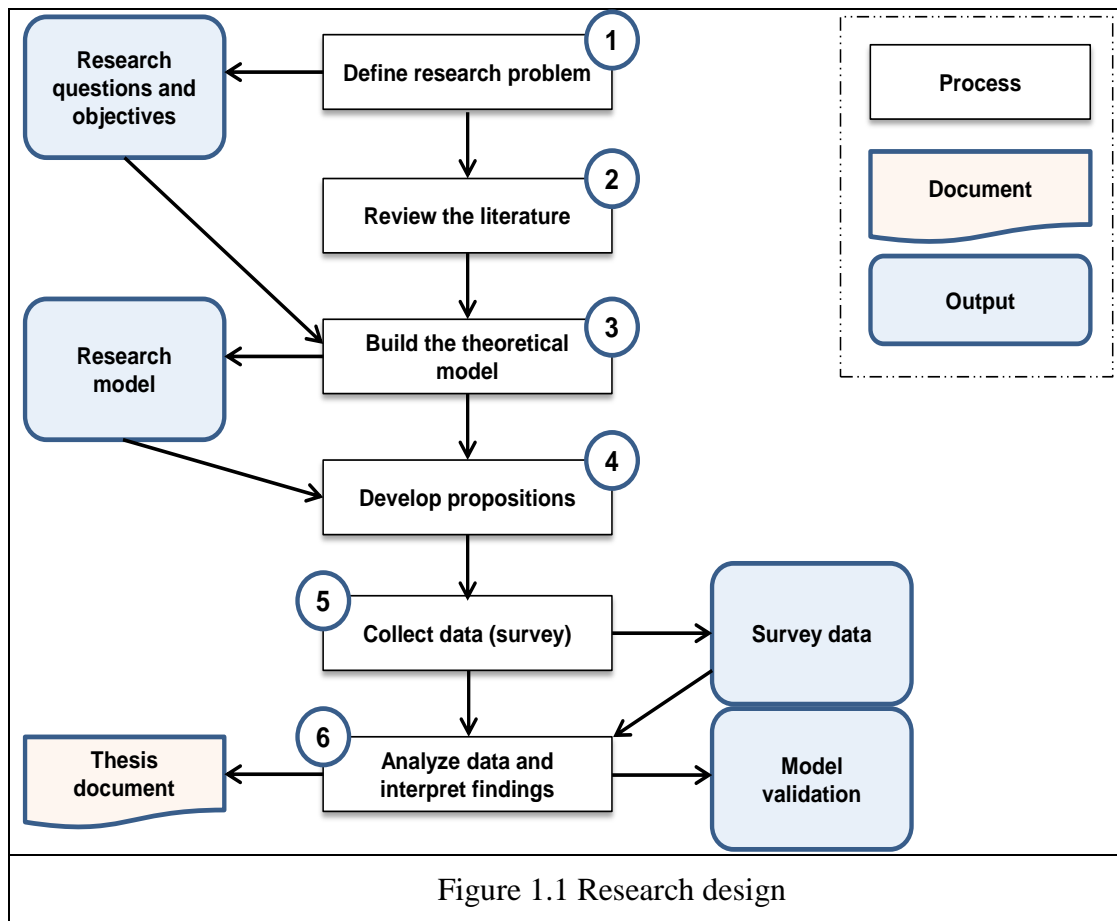 1
Define research problem
Research
questions and
objectives
2
Review the literature
3
Build the theoretical
model
Research
model
4
Develop propositions
5
Collect data (survey)
Survey data
6
Analyze data and
interpret findings
Thesis
document
Model
validation
Process
Document
Output
Figure 1.1 Research design